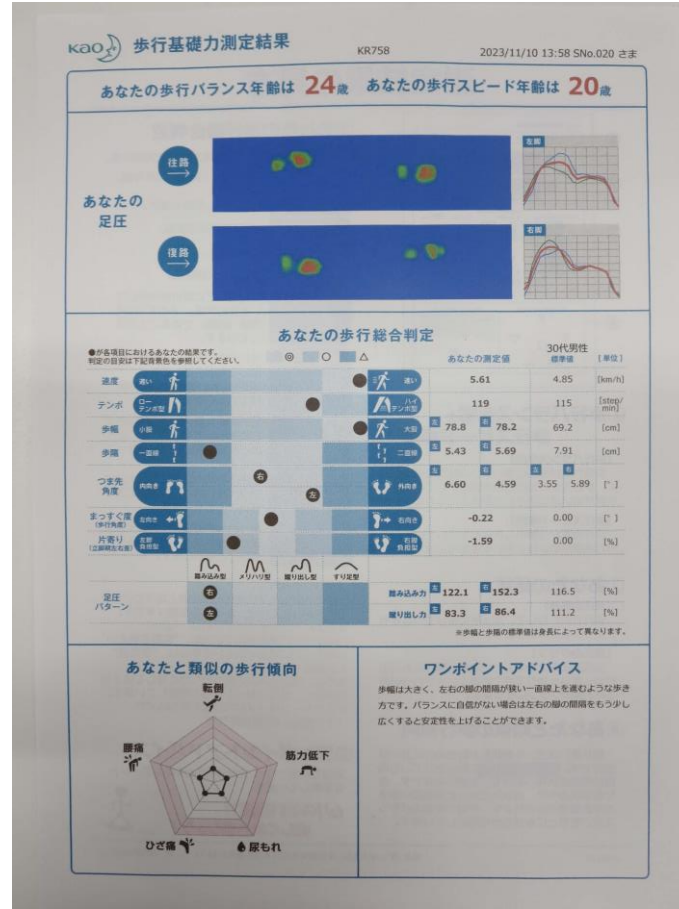 Kao 歩行基礎力測定結果 KR758 2023/11/10 13:58 SNo.020 さま
あなたの歩行バランス年齢は 24歳 あなたの歩行スピード年齢は 20歳
あなたの
足圧
往路
左脚
復路
右脚
あなたの歩行総合判定
●が各項目におけるあなたの結果です。
判定の目安は下記背景色を参照してください。
◎ ○ △
あなたの測定値 30代男性 標準値 [単位]
速度 遅い 速い 5.61 4.85 [km/h]
テンポ ローテンポ型 ハイテンポ型 119 115 [step/min]
歩幅 小股 大股 左 78.8 右 78.2 69.2 [cm]
歩隔 一直線 二直線 左 5.43 右 5.69 7.91 [cm]
つま先角度 内向き 右 左 外向き 左 6.60 右 4.59 左 3.55 右 5.89 [°]
まっすぐ度 (歩行角度) 左向き 右向き -0.22 0.00 [°]
片寄り (立脚時左右差) 左脚負担型 右脚負担型 -1.59 0.00 [%]
踏み込み型 メリハリ型 蹴り出し型 すり足型
足圧パターン
右 踏み込み力 左 122.1 右 152.3 116.5 [%]
左 蹴り出し力 左 83.3 右 86.4 111.2 [%]
※歩幅と歩隔の標準値は身長によって異なります。
あなたと類似の歩行傾向
転倒
筋力低下
尿もれ
ひざ痛
腰痛
ワンポイントアドバイス
歩幅は大きく、左右の脚の間隔が狭い一直線上を進むような歩き
方です。バランスに自信がない場合は左右の脚の間隔をもう少し
広くすると安定性を上げることができます。